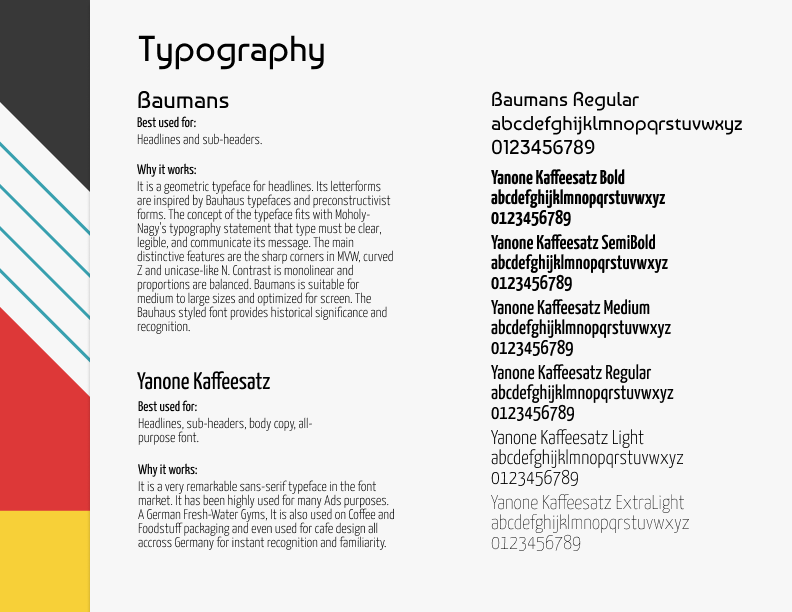 Typography
Baumans
Best used for:
Headlines and sub-headers.
Why it works:
It is a geometric typeface for headlines. Its letterforms
are inspired by Bauhaus typefaces and preconstructivist
forms. The concept of the typeface fits with Moholy-
Nagy's typography statement that type must be clear,
legible, and communicate its message. The main
distinctive features are the sharp corners in MVW, curved
Z and unicase-like N. Contrast is monolinear and
proportions are balanced. Baumans is suitable for
medium to large sizes and optimized for screen. The
Bauhaus styled font provides historical significance and
recognition.
Yanone Kaffeesatz
Best used for:
Headlines, sub-headers, body copy, all-
purpose font.
Why it works:
It is a very remarkable sans-serif typeface in the font
market. It has been highly used for many Ads purposes.
A German Fresh-Water Gyms, It is also used on Coffee and
Foodstuff packaging and even used for cafe design all
accross Germany for instant recognition and familiarity.
Baumans Regular
abcdefghijklmnopqrstuvwxyz
0123456789
Yanone Kaffeesatz Bold
abcdefghijklmnopqrstuvwxyz
0123456789
Yanone Kaffeesatz SemiBold
abcdefghijklmnopqrstuvwxyz
0123456789
Yanone Kaffeesatz Medium
abcdefghijklmnopqrstuvwxyz
0123456789
Yanone Kaffeesatz Regular
abcdefghijklmnopqrstuvwxyz
0123456789
Yanone Kaffeesatz Light
abcdefghijklmnopqrstuvwxyz
0123456789
Yanone Kaffeesatz ExtraLight
abcdefghijklmnopqrstuvwxyz
0123456789